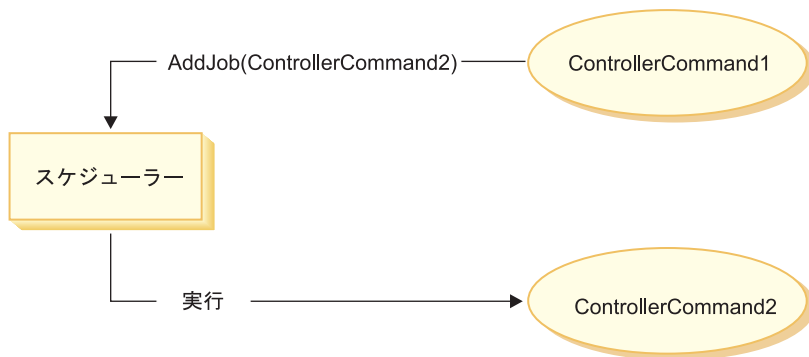 AddJob(ControllerCommand2)
ControllerCommand1
スケジューラー
実行
ControllerCommand2